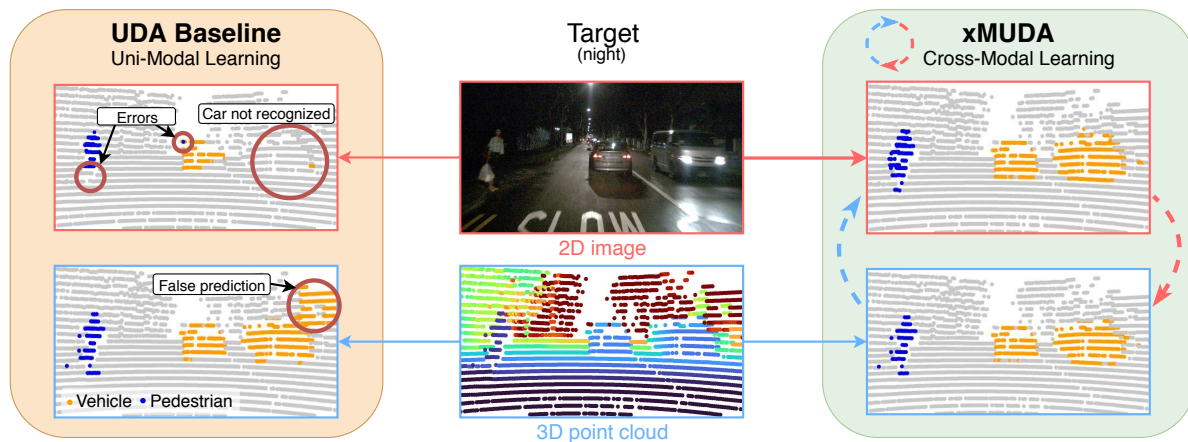 UDA Baseline
Uni-Modal Learning
Errors
Car not recognized
False prediction
Vehicle
Pedestrian
Target
(night)
SLOW
2D image
3D point cloud
xMUDA
Cross-Modal Learning